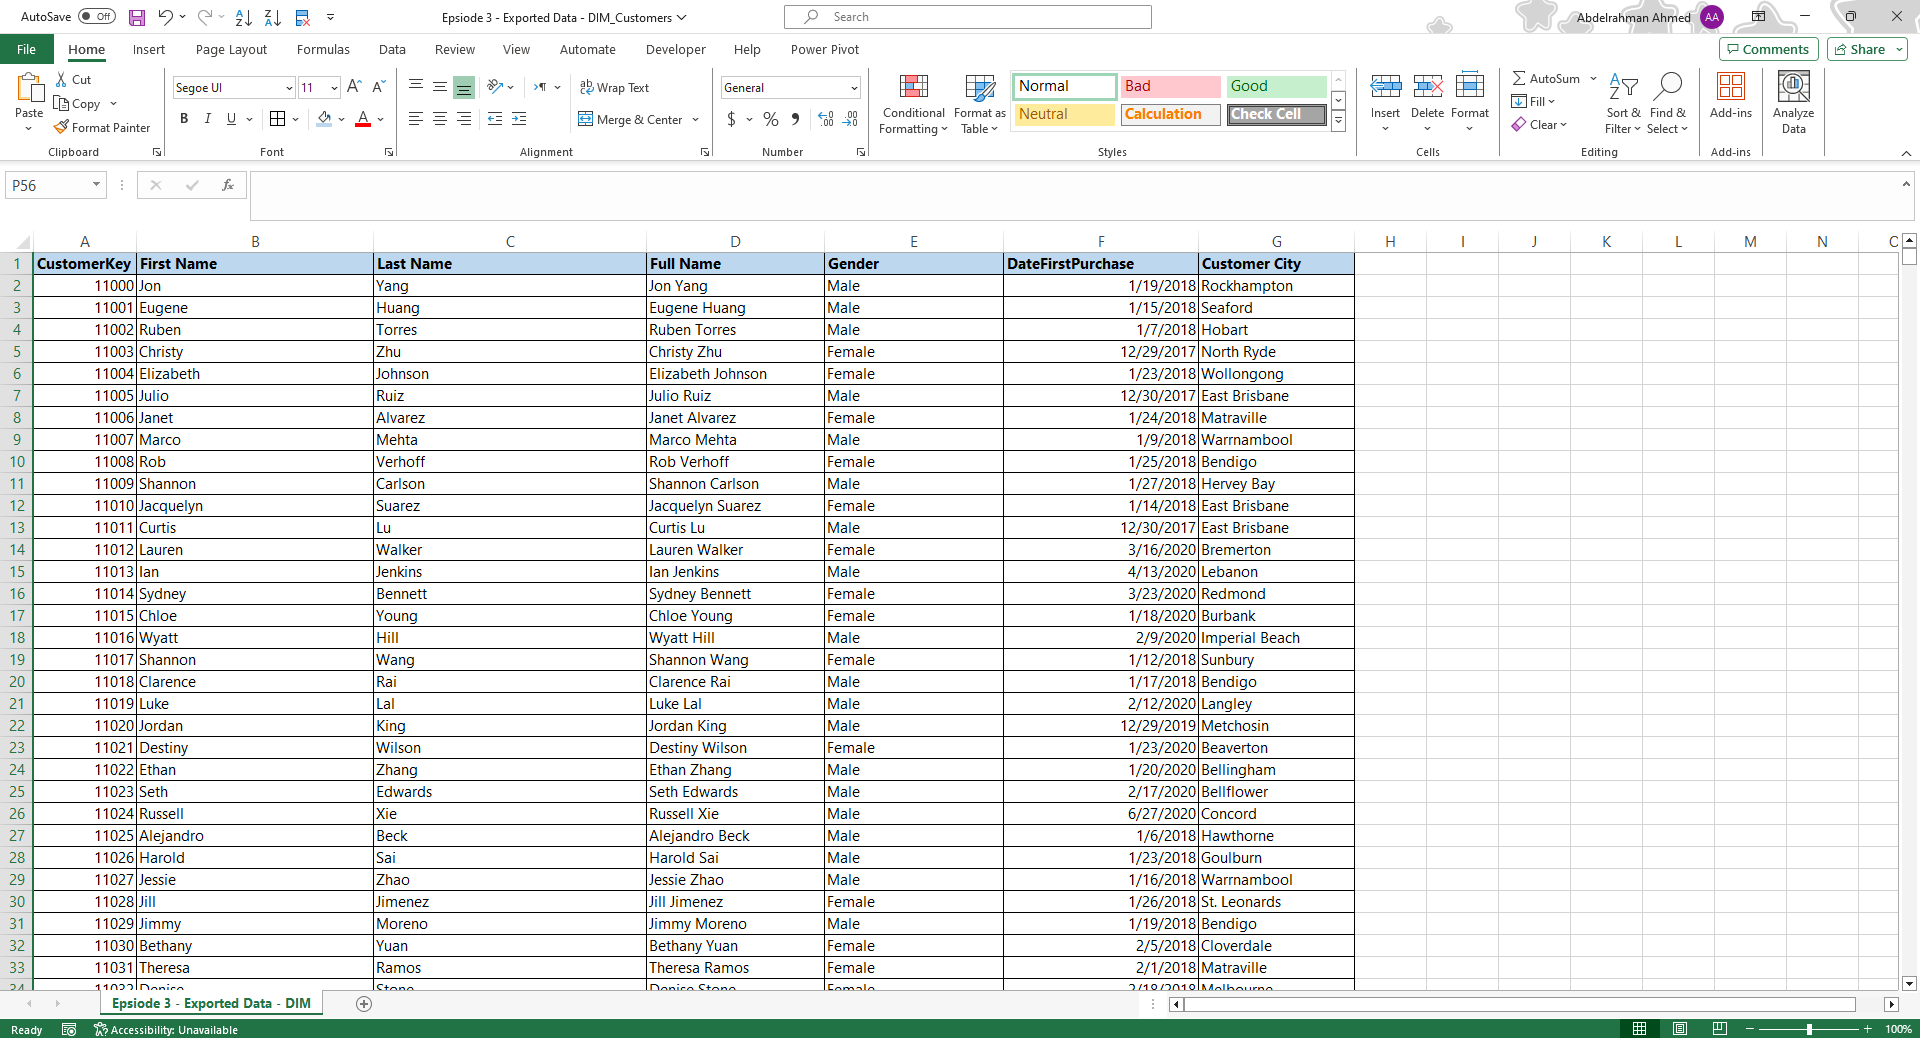 AutoSave Off Epsiode 3 - Exported Data - DIM_Customers Search Abdelrahman Ahmed AA
File Home Insert Page Layout Formulas Data Review View Automate Developer Help Power Pivot Comments Share
Paste Cut Copy Format Painter Clipboard
Segoe UI 11 B I U Font
Wrap Text Merge & Center Alignment
General $ % Number
Conditional Formatting Format as Table Normal Bad Good Neutral Calculation Check Cell Styles
Insert Delete Format Cells
AutoSum Fill Clear Sort & Filter Find & Select Editing
Add-ins Add-ins
Analyze Data
P56 fx
A B C D E F G H I J K L M N
1 CustomerKey First Name Last Name Full Name Gender DateFirstPurchase Customer City
2 11000 Jon Yang Jon Yang Male 1/19/2018 Rockhampton
3 11001 Eugene Huang Eugene Huang Male 1/15/2018 Seaford
4 11002 Ruben Torres Ruben Torres Male 1/7/2018 Hobart
5 11003 Christy Zhu Christy Zhu Female 12/29/2017 North Ryde
6 11004 Elizabeth Johnson Elizabeth Johnson Female 1/23/2018 Wollongong
7 11005 Julio Ruiz Julio Ruiz Male 12/30/2017 East Brisbane
8 11006 Janet Alvarez Janet Alvarez Female 1/24/2018 Matraville
9 11007 Marco Mehta Marco Mehta Male 1/9/2018 Warrnambool
10 11008 Rob Verhoff Rob Verhoff Female 1/25/2018 Bendigo
11 11009 Shannon Carlson Shannon Carlson Male 1/27/2018 Hervey Bay
12 11010 Jacquelyn Suarez Jacquelyn Suarez Female 1/14/2018 East Brisbane
13 11011 Curtis Lu Curtis Lu Male 12/30/2017 East Brisbane
14 11012 Lauren Walker Lauren Walker Female 3/16/2020 Bremerton
15 11013 Ian Jenkins Ian Jenkins Male 4/13/2020 Lebanon
16 11014 Sydney Bennett Sydney Bennett Female 3/23/2020 Redmond
17 11015 Chloe Young Chloe Young Female 1/18/2020 Burbank
18 11016 Wyatt Hill Wyatt Hill Male 2/9/2020 Imperial Beach
19 11017 Shannon Wang Shannon Wang Female 1/12/2018 Sunbury
20 11018 Clarence Rai Clarence Rai Male 1/17/2018 Bendigo
21 11019 Luke Lal Luke Lal Male 2/12/2020 Langley
22 11020 Jordan King Jordan King Male 12/29/2019 Metchosin
23 11021 Destiny Wilson Destiny Wilson Female 1/23/2020 Beaverton
24 11022 Ethan Zhang Ethan Zhang Male 1/20/2020 Bellingham
25 11023 Seth Edwards Seth Edwards Male 2/17/2020 Bellflower
26 11024 Russell Xie Russell Xie Male 6/27/2020 Concord
27 11025 Alejandro Beck Alejandro Beck Male 1/6/2018 Hawthorne
28 11026 Harold Sai Harold Sai Male 1/23/2018 Goulburn
29 11027 Jessie Zhao Jessie Zhao Male 1/16/2018 Warrnambool
30 11028 Jill Jimenez Jill Jimenez Female 1/26/2018 St. Leonards
31 11029 Jimmy Moreno Jimmy Moreno Male 1/19/2018 Bendigo
32 11030 Bethany Yuan Bethany Yuan Female 2/5/2018 Cloverdale
33 11031 Theresa Ramos Theresa Ramos Female 2/1/2018 Matraville
34 11032 Denise Stone Denise Stone Female 2/18/2018 Melbourne
Epsiode 3 - Exported Data - DIM
Ready Accessibility: Unavailable 100%